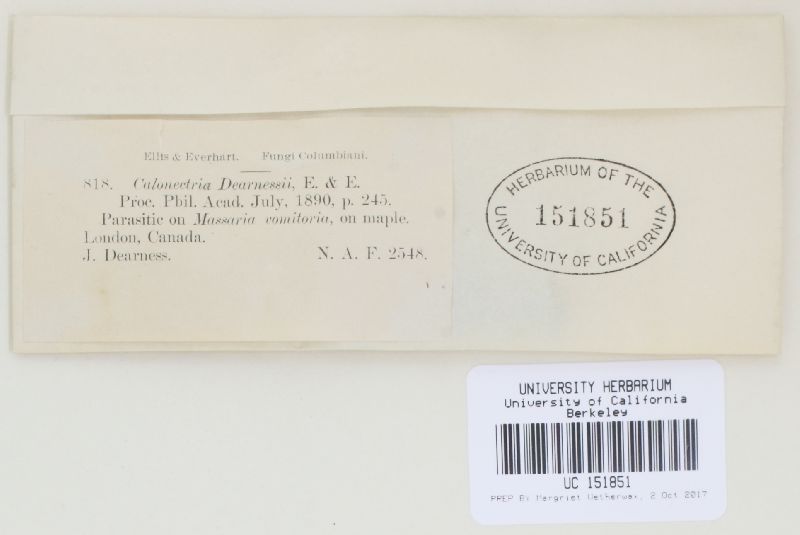 Ellis & Everhart. Fungi Columbiani.
818. Calonectria Dearnessii, E. & E.
Proc. Phil. Acad. July, 1890, p. 245.
Parasitic on Massaria vomitoria, on maple.
London, Canada.
J. Dearness. N. A. F. 2548.
HERBARIUM OF THE
151851
UNIVERSITY OF CALIFORNIA
UNIVERSITY HERBARIUM
University of California
Berkeley
UC 151851
PREP By Margriet Wetherwax, 2 Oct 2017